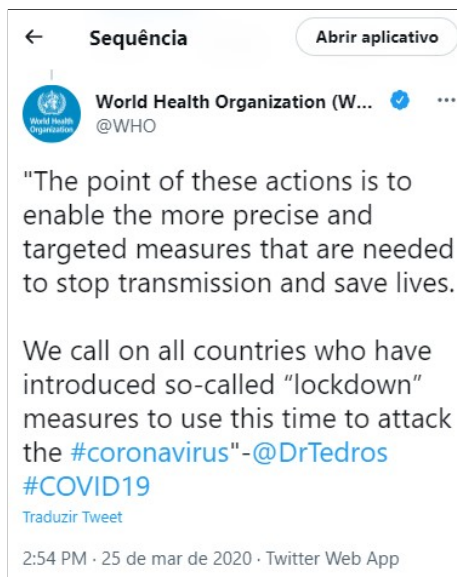 ← Sequência Abrir aplicativo
World Health Organization (W... ...
World Health
Organization
@WHO
"The point of these actions is to
enable the more precise and
targeted measures that are needed
to stop transmission and save lives.
We call on all countries who have
introduced so-called “lockdown”
measures to use this time to attack
the #coronavirus"-@DrTedros
#COVID19
Traduzir Tweet
2:54 PM · 25 de mar de 2020 · Twitter Web App